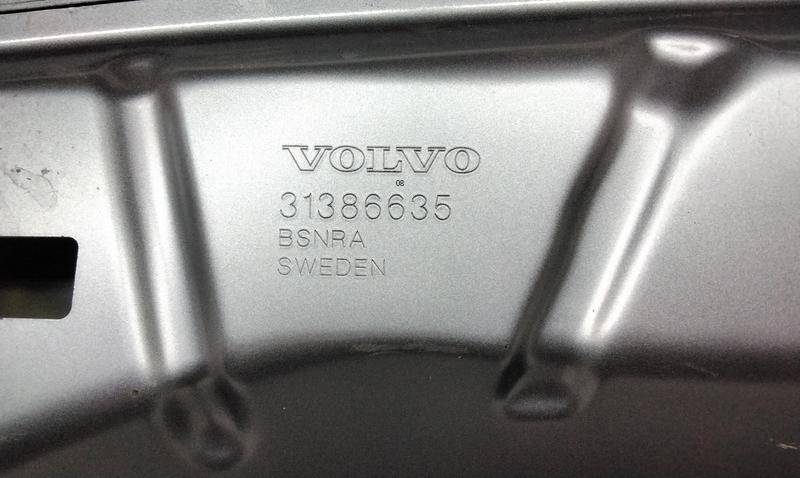 VOLVO
08
31386635
BSNRA
SWEDEN